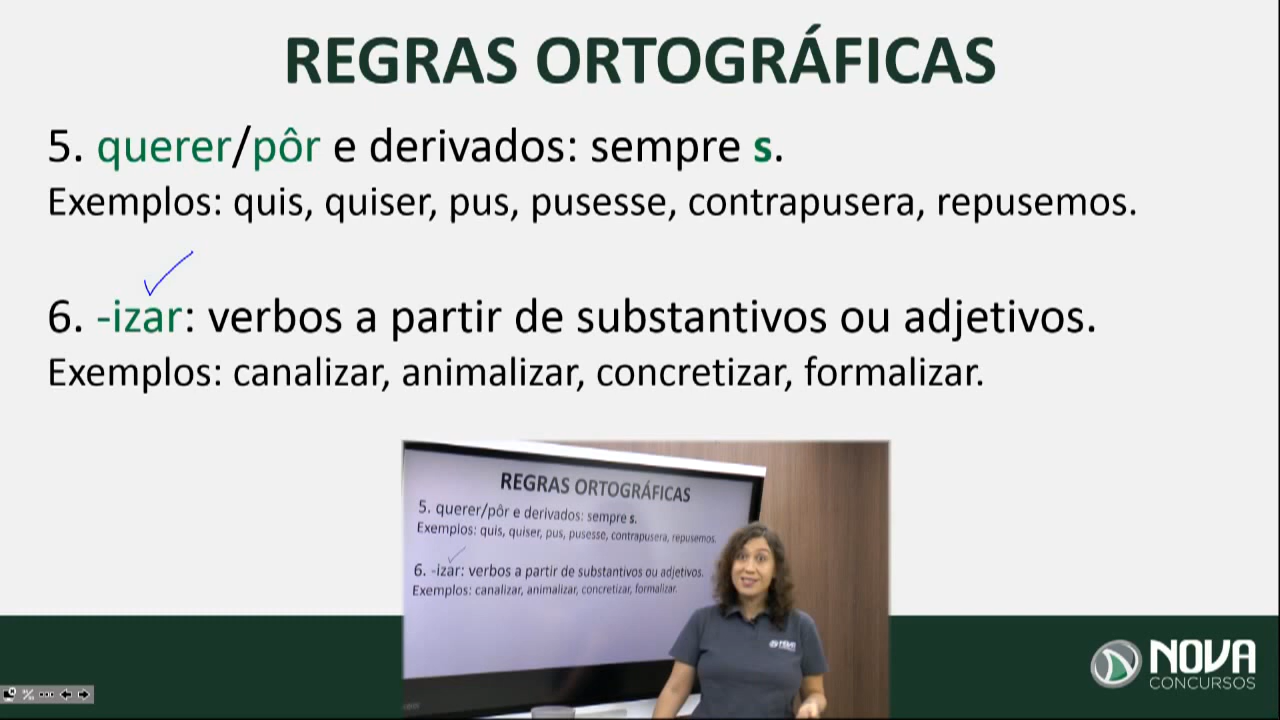 REGRAS ORTOGRÁFICAS
5. querer/pôr e derivados: sempre s.
Exemplos: quis, quiser, pus, pusesse, contrapusera, repusemos.
6. -izar: verbos a partir de substantivos ou adjetivos.
Exemplos: canalizar, animalizar, concretizar, formalizar.
REGRAS ORTOGRÁFICAS
5. querer/pôr e derivados: sempre s.
Exemplos: quis, quiser, pus, pusesse, contrapusera, repusemos.
6. -izar: verbos a partir de substantivos ou adjetivos.
Exemplos: canalizar, animalizar, concretizar, formalizar.
NOVA
NOVA
CONCURSOS